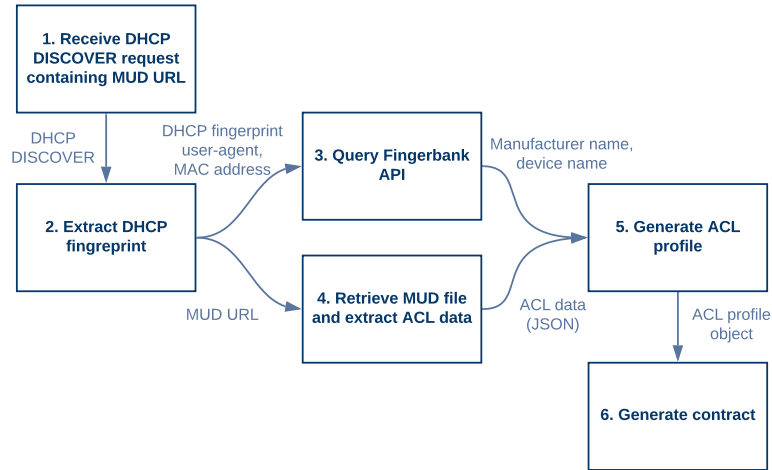 1. Receive DHCP
DISCOVER request
containing MUD URL
DHCP
DISCOVER
2. Extract DHCP
fingreprint
DHCP fingerprint
user-agent,
MAC address
MUD URL
3. Query Fingerbank
API
4. Retrieve MUD file
and extract ACL data
Manufacturer name,
device name
ACL data
(JSON)
5. Generate ACL
profile
ACL profile
object
6. Generate contract